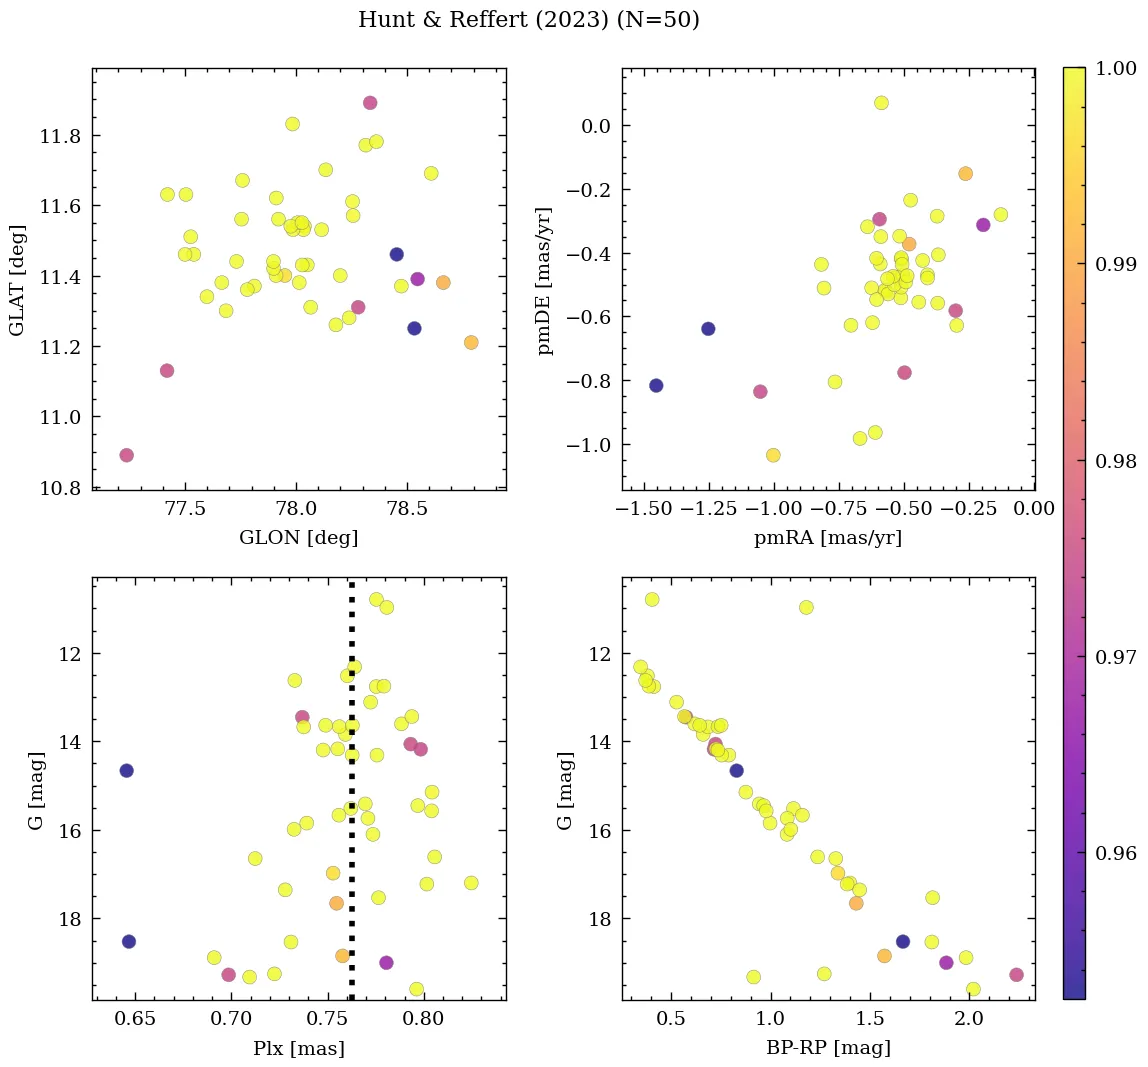 Hunt & Reffert (2023) (N=50)
GLAT [deg]
11.8
11.6
11.4
11.2
11.0
10.8
77.5 78.0 78.5
GLON [deg]
pmDE [mas/yr]
0.0
−0.2
−0.4
−0.6
−0.8
−1.0
−1.50 −1.25 −1.00 −0.75 −0.50 −0.25 0.00
pmRA [mas/yr]
1.00
0.99
0.98
0.97
0.96
G [mag]
12
14
16
18
0.65 0.70 0.75 0.80
Plx [mas]
G [mag]
12
14
16
18
0.5 1.0 1.5 2.0
BP-RP [mag]